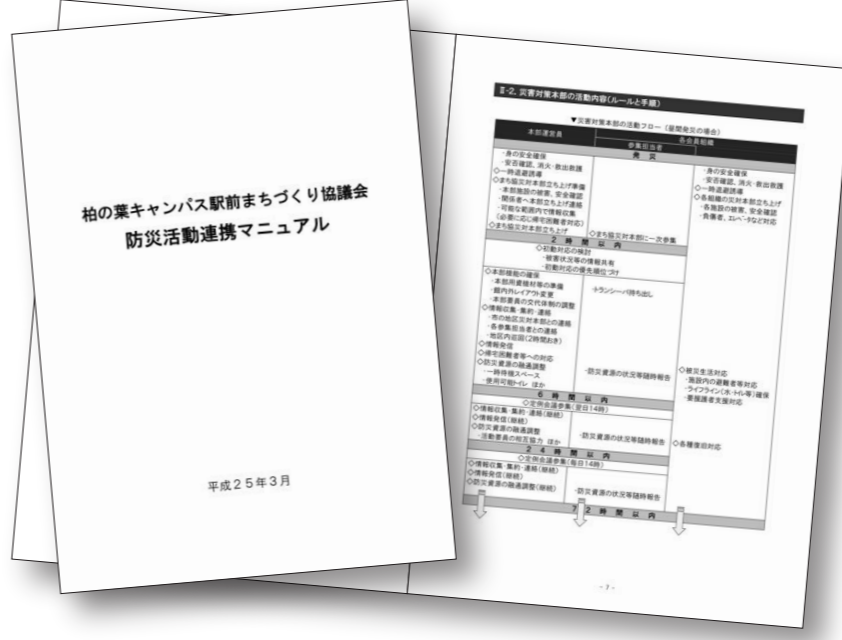 柏の葉キャンパス駅前まちづくり協議会
防災活動連携マニュアル
平成25年3月
Ⅱ-2. 災害対策本部の活動内容(ルールと手順)
▼災害対策本部の活動フロー(昼間発災の場合)
本部運営員
各会員組織
参集担当者
発 災
・身の安全確保
・安否確認、消火・救出救護
◇一時退避誘導
◇まち協災対本部立ち上げ準備
・本部施設の被害、安全確認
・関係者へ本部立ち上げ連絡
・可能な範囲内で情報収集
(必要に応じ帰宅困難者対応)
◇まち協災対本部立ち上げ
◇まち協災対本部に一次参集
・身の安全確保
・安否確認、消火・救出救護
◇一時退避誘導
◇各組織の災対本部立ち上げ
・各施設の被害、安全確認
・負傷者、エレベータなど対応
2 時 間 以 内
◇初動対応の検討
・被害状況等の情報共有
・初動対応の優先順位づけ
◇本部機能の確保
・本部用資機材等の準備
・館内外レイアウト変更
・本部要員の交代体制の調整
◇情報収集・集約・連絡
・市の地区災対本部との連絡
・各参集担当者との連絡
・地区内巡回(2時間おき)
◇情報発信
◇帰宅困難者等への対応
◇防災資源の融通調整
・一時待機スペース
・使用可能トイレ ほか
・トランシーバ持ち出し
・防災資源の状況等随時報告
◇被災生活対応
・施設内の避難者等対応
・ライフライン(水・トイレ等)確保
・要援護者支援対応
6 時 間 以 内
◇定例会議参集(翌日14時)
◇情報収集・集約・連絡(継続)
◇情報発信(継続)
◇防災資源の融通調整
・活動要員の相互協力 ほか
・防災資源の状況等随時報告
◇各種復旧対応
2 4 時 間 以 内
◇定例会議参集(毎日14時)
◇情報収集・集約・連絡(継続)
◇情報発信(継続)
◇防災資源の融通調整(継続)
・防災資源の状況等随時報告
7 2 時 間 以 内
- 7 -